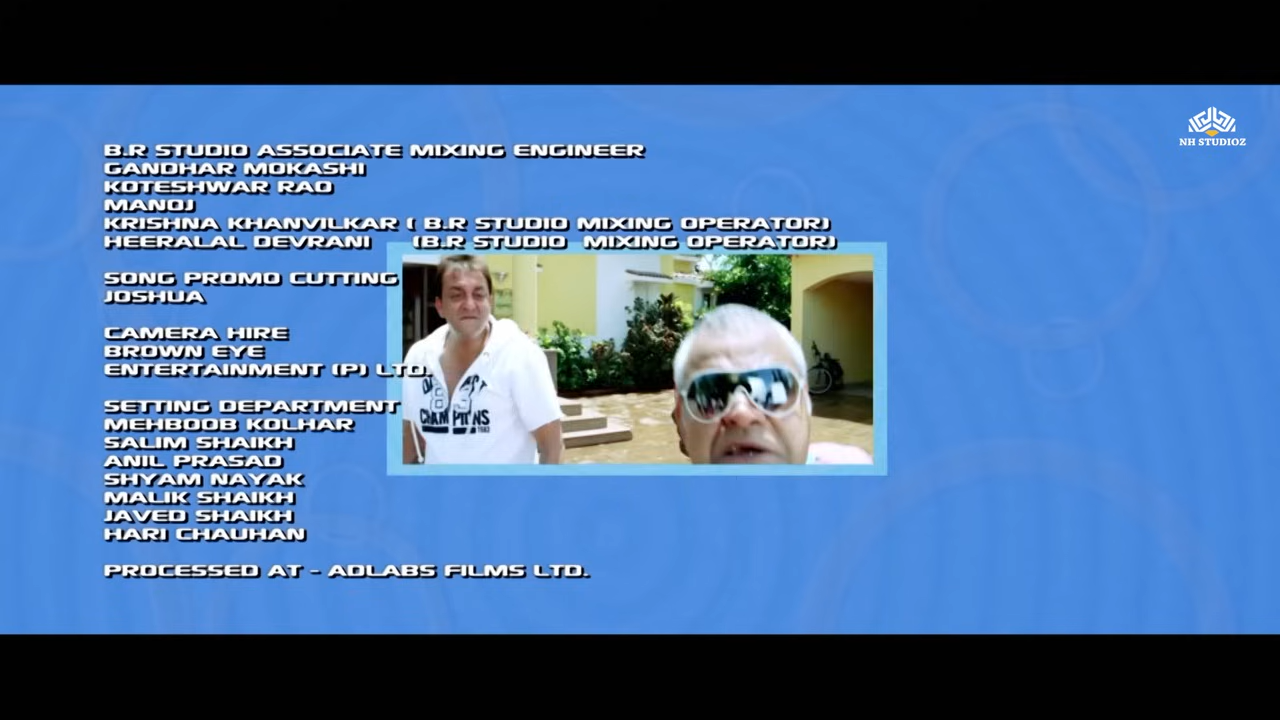 B.R STUDIO ASSOCIATE MIXING ENGINEER
GANDHAR MOKASHI
KOTESHWAR RAO
MANOJ
KRISHNA KHANVILKAR ( B.R STUDIO MIXING OPERATOR)
HEERALAL DEVRANI (B.R STUDIO MIXING OPERATOR)
SONG PROMO CUTTING
JOSHUA
CAMERA HIRE
BROWN EYE
ENTERTAINMENT (P) LTD.
SETTING DEPARTMENT
MEHBOOB KOLHAR
SALIM SHAIKH
ANIL PRASAD
SHYAM NAYAK
MALIK SHAIKH
JAVED SHAIKH
HARI CHAUHAN
PROCESSED AT - ADLABS FILMS LTD.
NH STUDIOZ
83
CHAMPIONS
1983